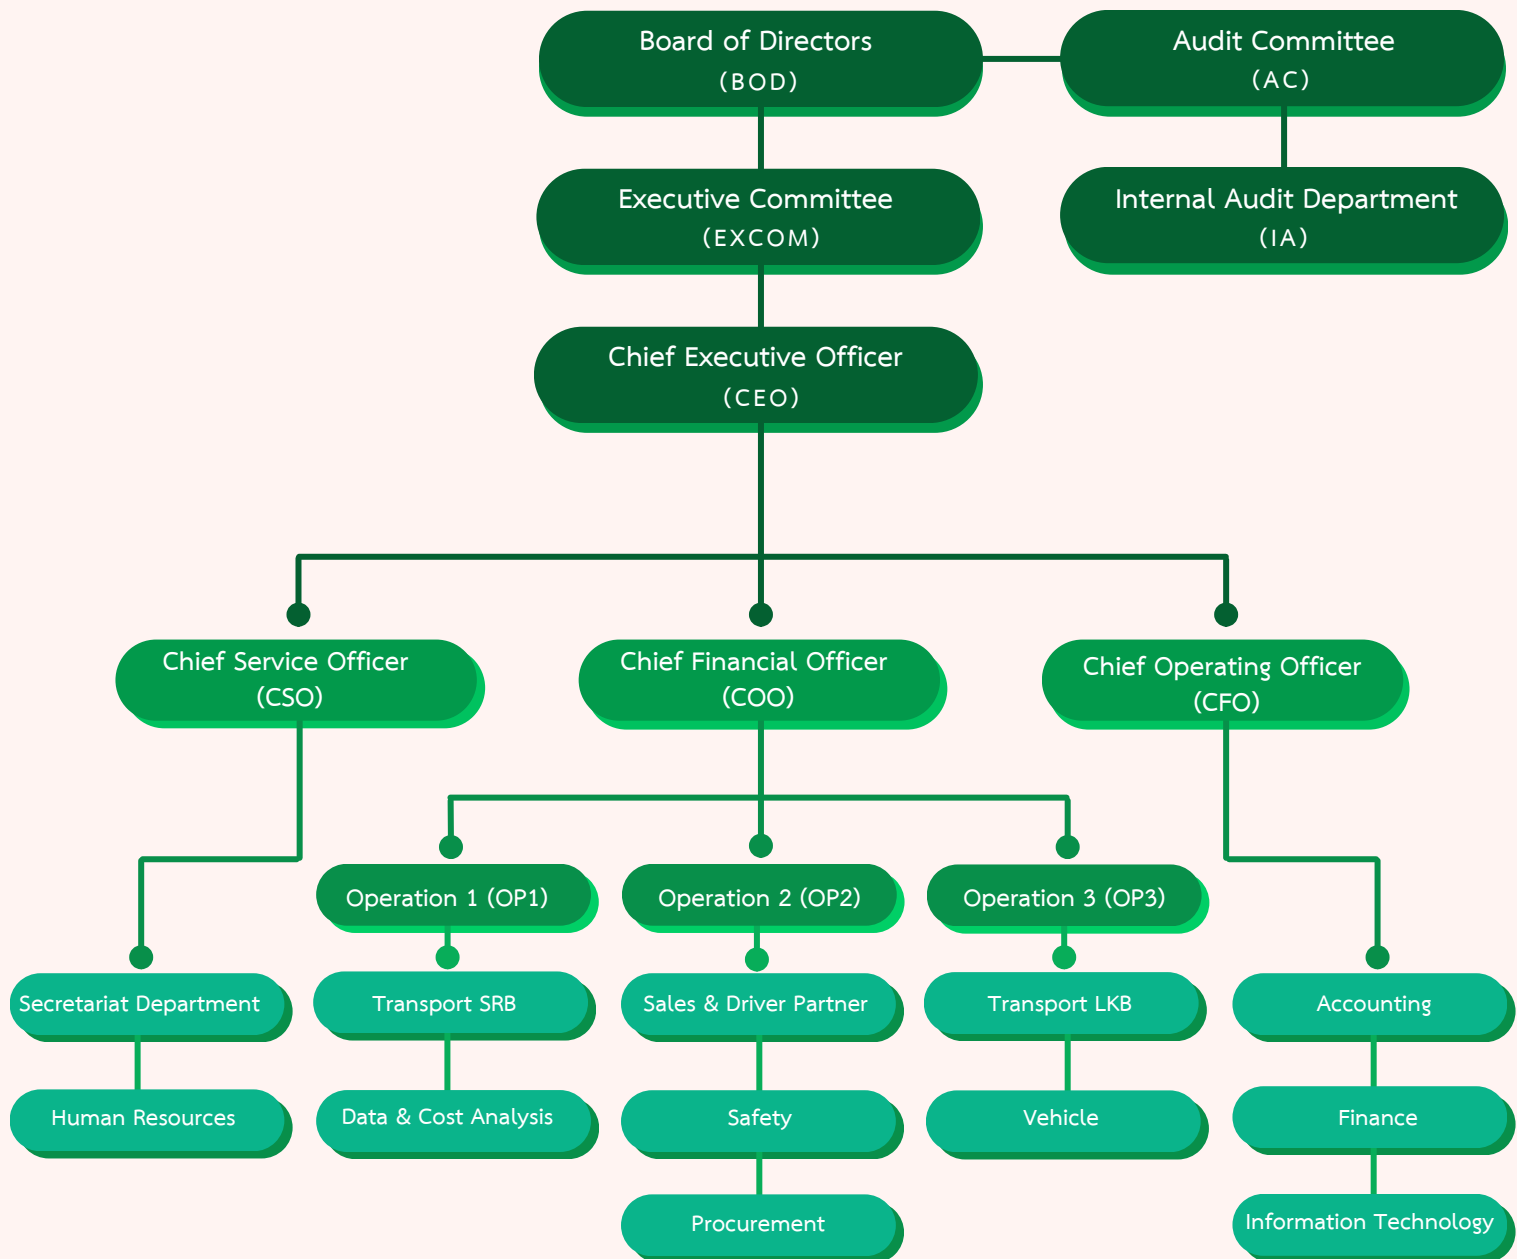 Board of Directors
(BOD)
Audit Committee
(AC)
Executive Committee
(EXCOM)
Internal Audit Department
(IA)
Chief Executive Officer
(CEO)
Chief Service Officer
(CSO)
Chief Financial Officer
(COO)
Chief Operating Officer
(CFO)
Operation 1 (OP1)
Operation 2 (OP2)
Operation 3 (OP3)
Secretariat Department
Transport SRB
Sales & Driver Partner
Transport LKB
Accounting
Human Resources
Data & Cost Analysis
Safety
Vehicle
Finance
Procurement
Information Technology